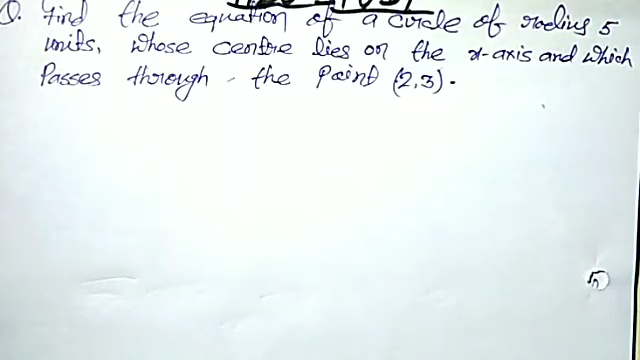 Q. Find the equation of a circle of radius 5
units, whose centre lies on the x-axis and which
Passes through the Point (2,3).
5